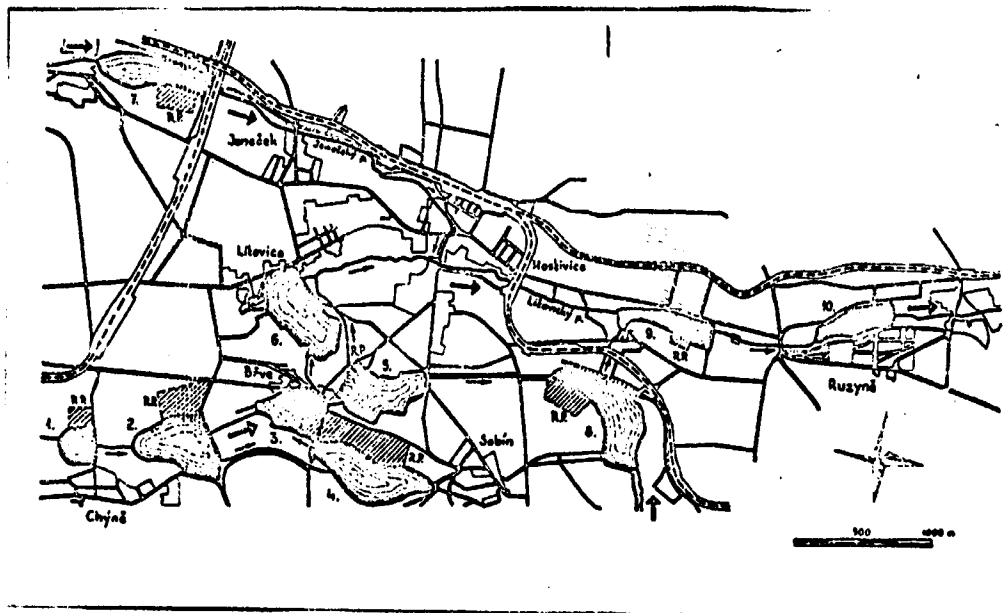 7.
R.P.
Jeneček
Jenečský p.
Litovice
Hostivice
Litovický p.
10.
9.
6.
R.P.
5.
R.P.
Břve
Ruzyně
R.P.
R.P.
R.P.
1.
2.
8.
3.
Sobín
R.P.
4.
Chýně
500
1000 m